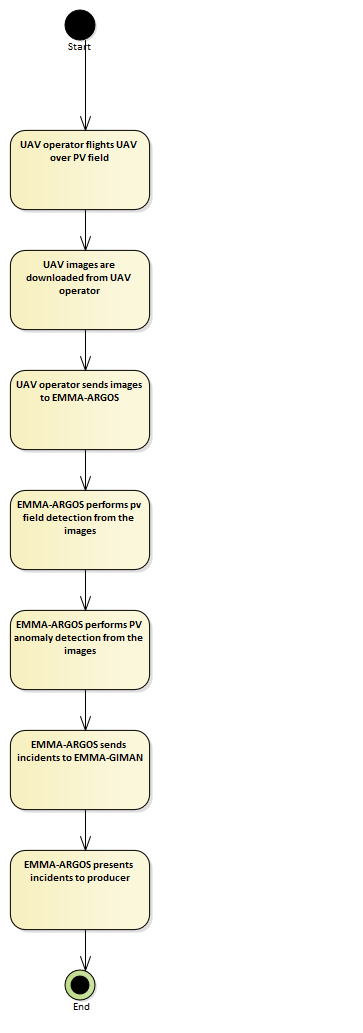 Start
UAV operator flights UAV
over PV field
UAV images are
downloaded from UAV
operator
UAV operator sends images
to EMMA-ARGOS
EMMA-ARGOS performs pv
field detection from the
images
EMMA-ARGOS performs PV
anomaly detection from the
images
EMMA-ARGOS sends
incidents to EMMA-GIMAN
EMMA-ARGOS presents
incidents to producer
End